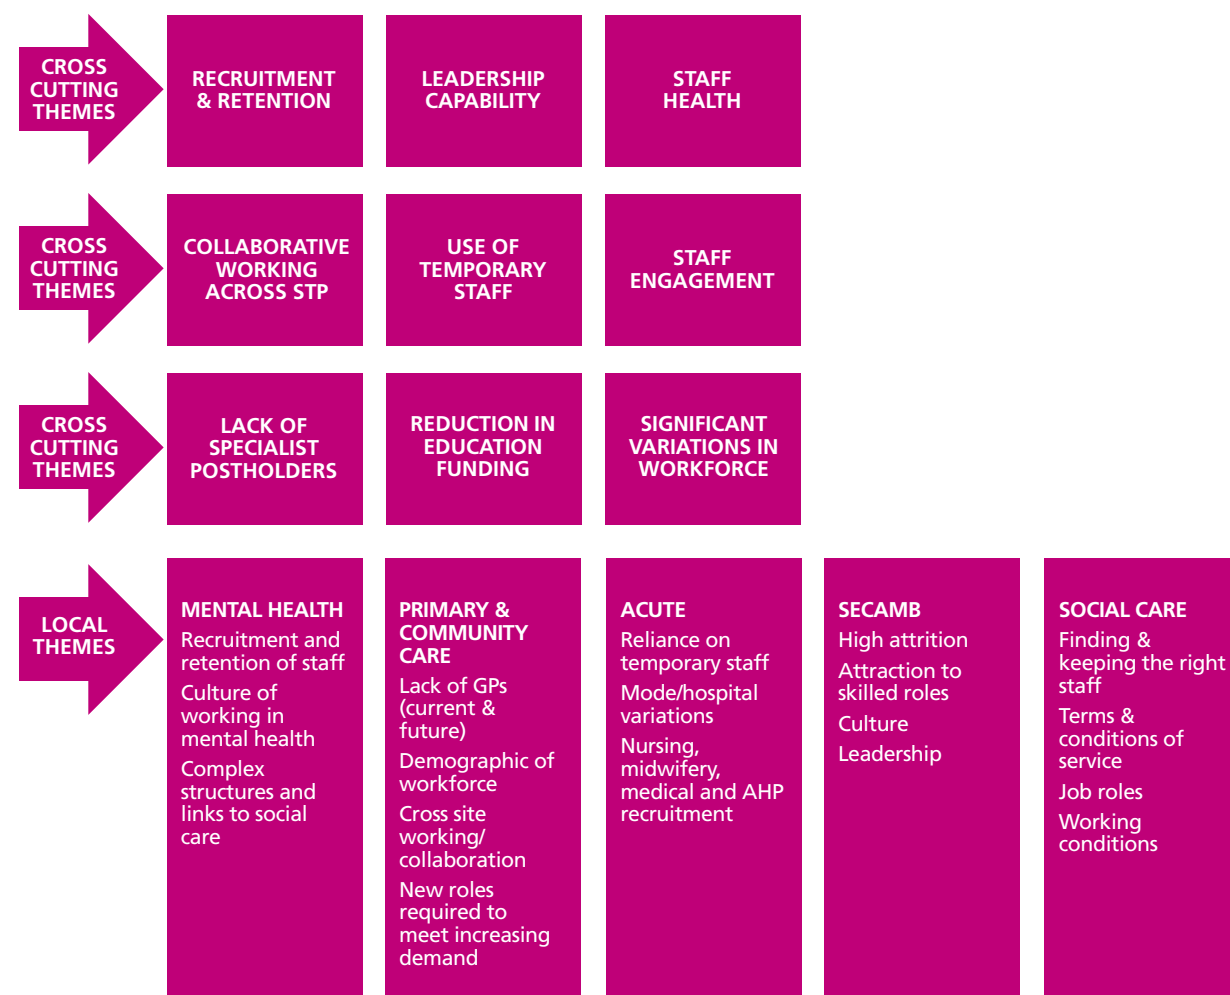 CROSS
CUTTING
THEMES
RECRUITMENT
& RETENTION
LEADERSHIP
CAPABILITY
STAFF
HEALTH
CROSS
CUTTING
THEMES
COLLABORATIVE
WORKING
ACROSS STP
USE OF
TEMPORARY
STAFF
STAFF
ENGAGEMENT
CROSS
CUTTING
THEMES
LACK OF
SPECIALIST
POSTHOLDERS
REDUCTION IN
EDUCATION
FUNDING
SIGNIFICANT
VARIATIONS IN
WORKFORCE
LOCAL
THEMES
MENTAL HEALTH
Recruitment and
retention of staff
Culture of
working in
mental health
Complex
structures and
links to social
care
PRIMARY &
COMMUNITY
CARE
Lack of GPs
(current &
future)
Demographic of
workforce
Cross site
working/
collaboration
New roles
required to
meet increasing
demand
ACUTE
Reliance on
temporary staff
Mode/hospital
variations
Nursing,
midwifery,
medical and AHP
recruitment
SECAMB
High attrition
Attraction to
skilled roles
Culture
Leadership
SOCIAL CARE
Finding &
keeping the right
staff
Terms &
conditions of
service
Job roles
Working
conditions